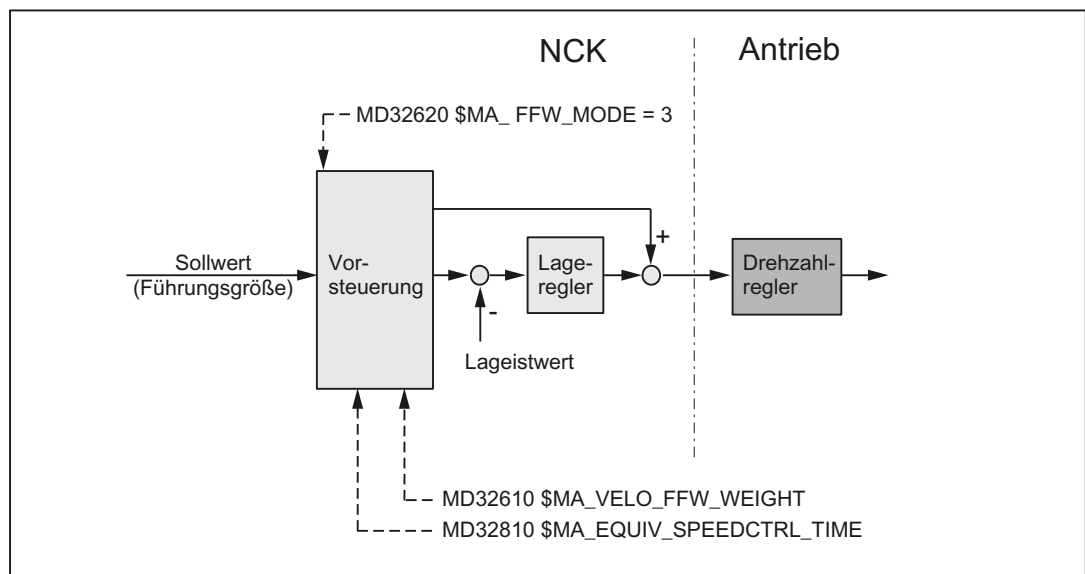 NCK
Antrieb
MD32620 $MA_ FFW_MODE = 3
Sollwert
(Führungsgröße)
Vor-
steuerung
-
Lageistwert
Lage-
regler
+
Drehzahl-
regler
MD32610 $MA_VELO_FFW_WEIGHT
MD32810 $MA_EQUIV_SPEEDCTRL_TIME